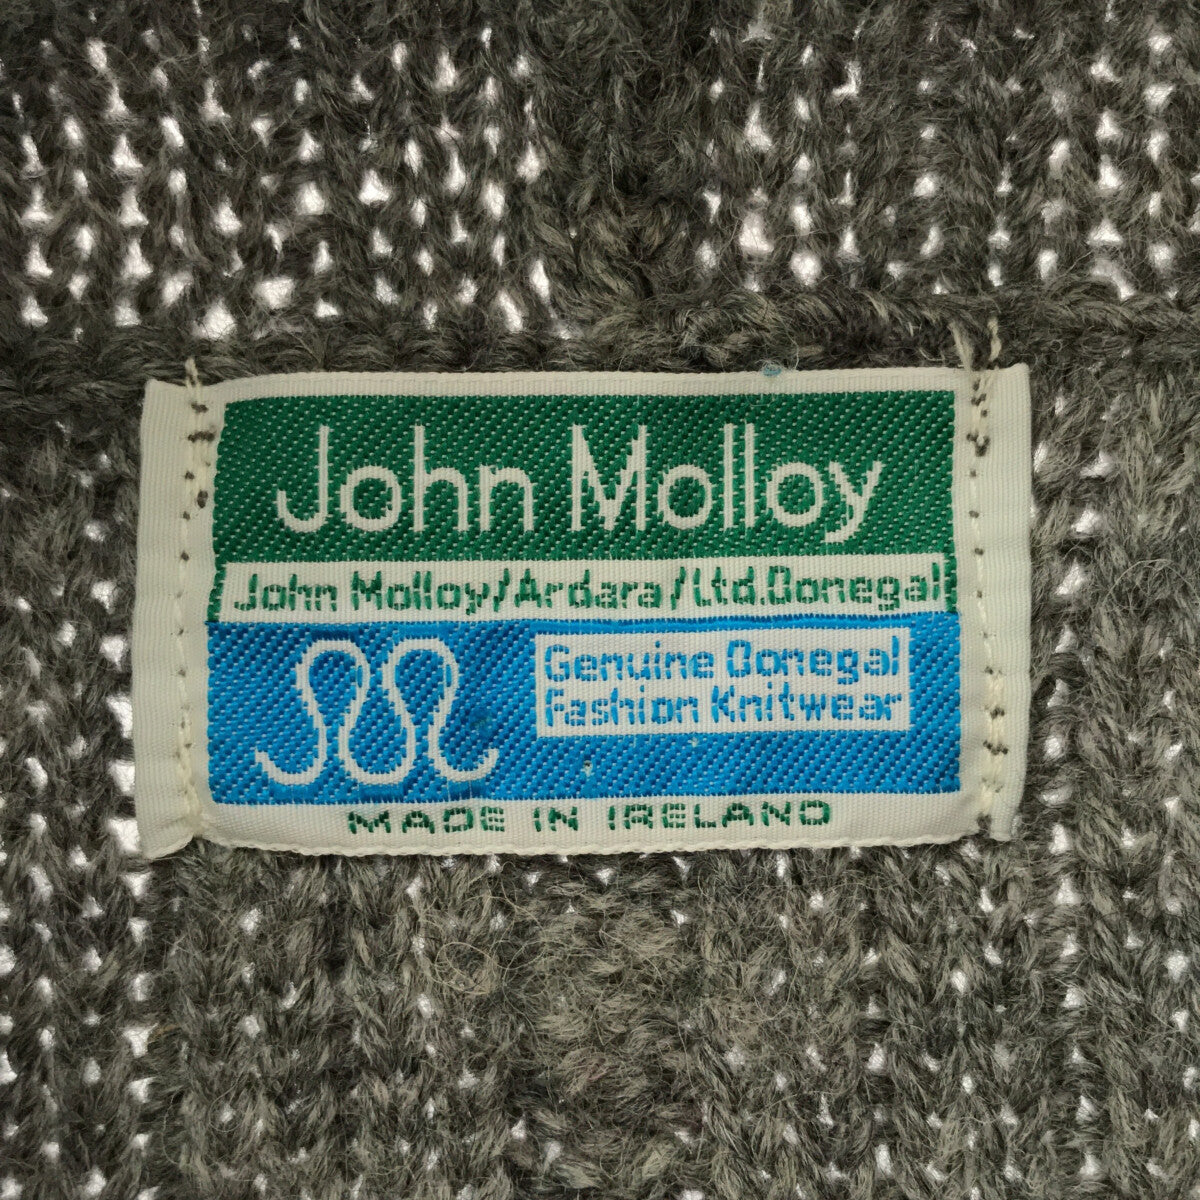 John Molloy
John Molloy/Ardara/Ltd.Donegal
Genuine Donegal
Fashion Knitwear
MADE IN IRELAND